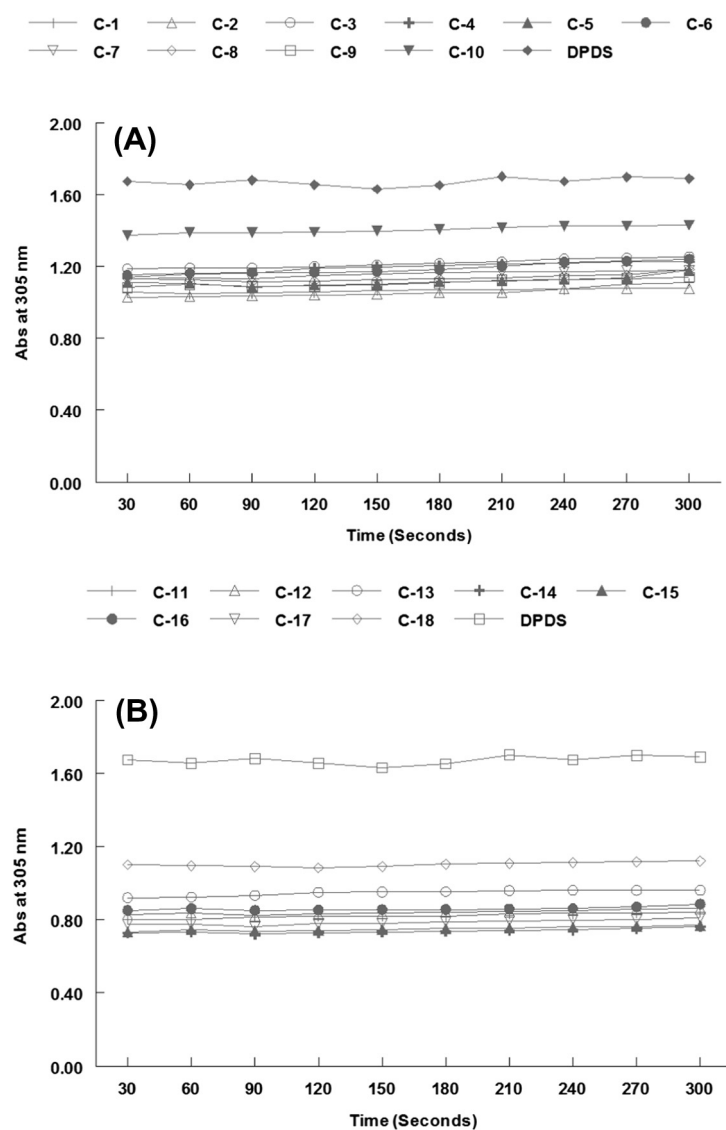 C-1 C-2 C-3 C-4 C-5 C-6
C-7 C-8 C-9 C-10 DPDS
(A)
2.00
1.60
1.20
0.80
0.40
0.00
Abs at 305 nm
30 60 90 120 150 180 210 240 270 300
Time (Seconds)
C-11 C-12 C-13 C-14 C-15
C-16 C-17 C-18 DPDS
(B)
2.00
1.60
1.20
0.80
0.40
0.00
Abs at 305 nm
30 60 90 120 150 180 210 240 270 300
Time (Seconds)